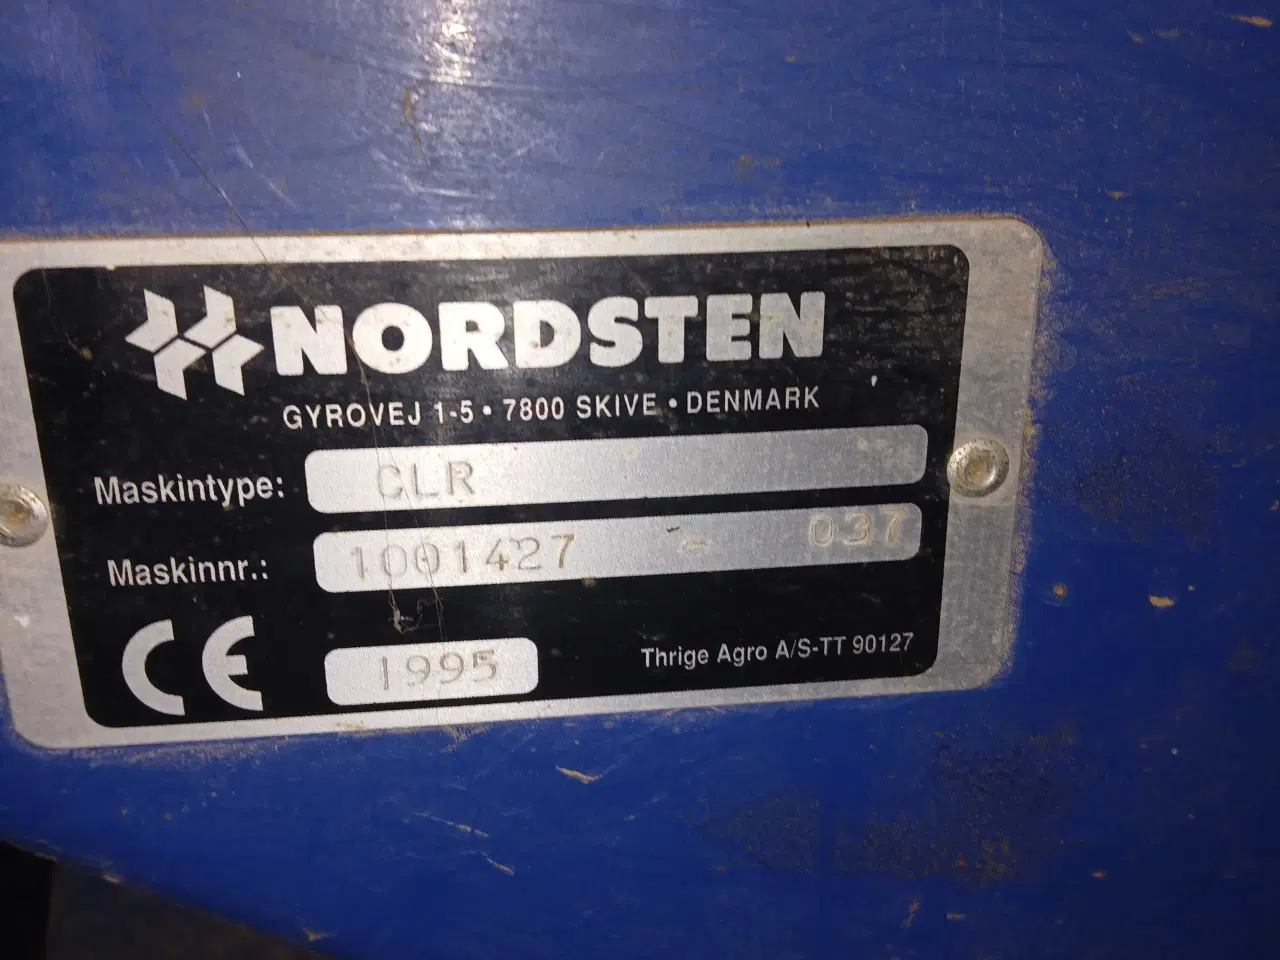 NORDSTEN
GYROVEJ 1-5 • 7800 SKIVE • DENMARK
Maskintype: CLR
Maskinnr.: 1001427 - 037
CE 1995
Thrige Agro A/S-TT 90127